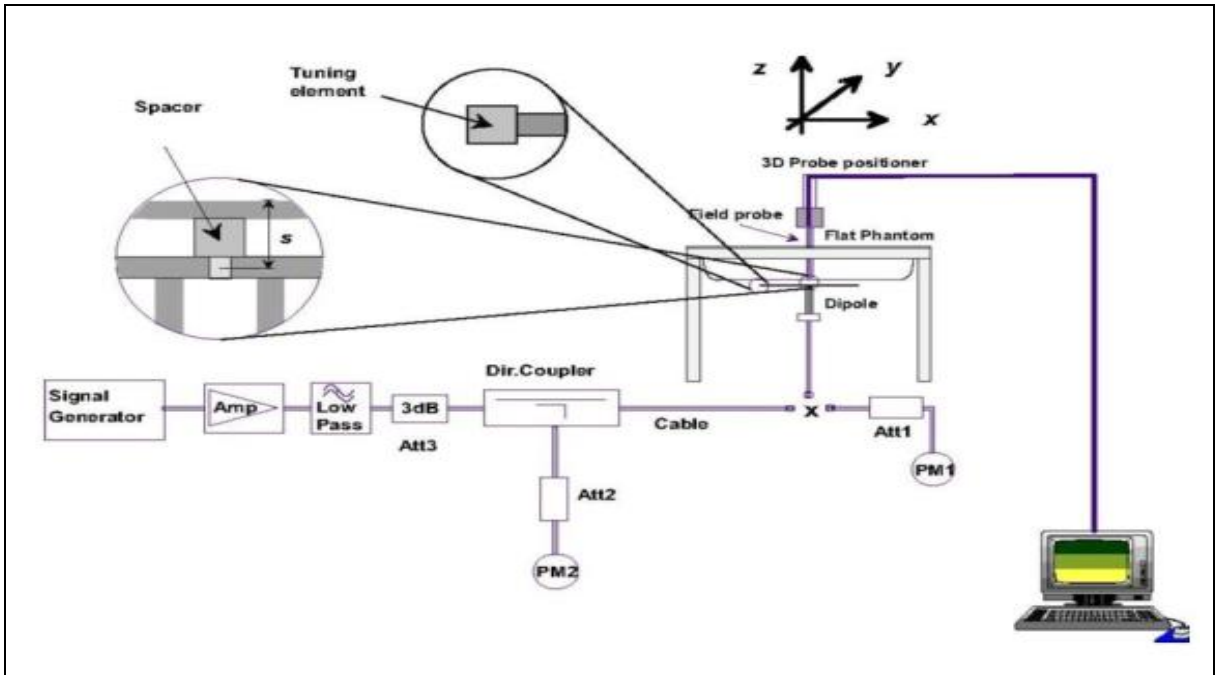 Tuning
element
Spacer
s
z
y
x
3D Probe positioner
Field probe
Flat Phantom
Dipole
Dir.Coupler
Signal
Generator
Amp
Low
Pass
3dB
Att3
Cable
x
Att1
PM1
Att2
PM2